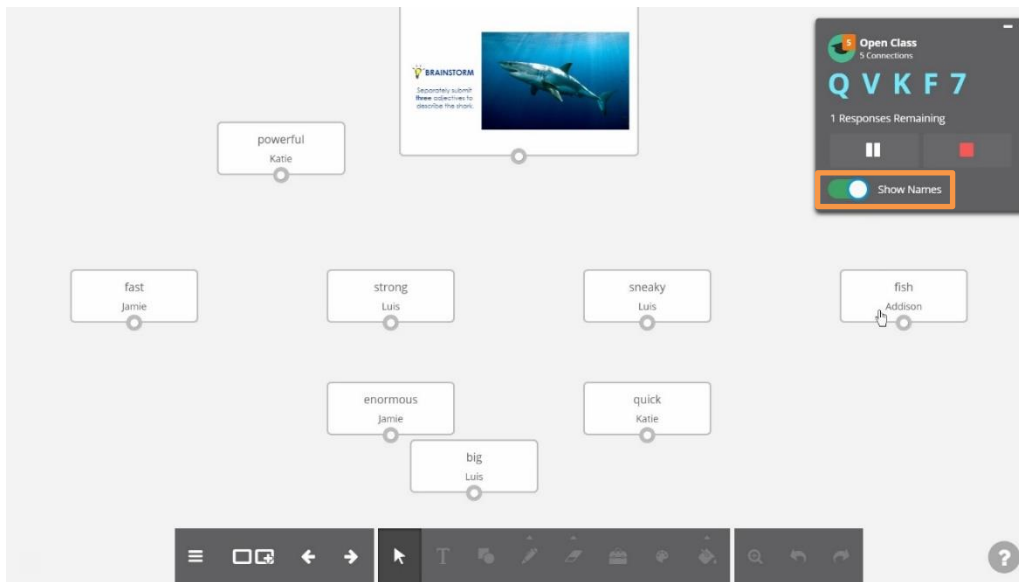 BRAINSTORM
Separately submit
three adjectives to
describe the shark.
5
Open Class
5 Connections
Q V K F 7
1 Responses Remaining
Show Names
powerful
Katie
fast
Jamie
strong
Luis
sneaky
Luis
fish
Addison
enormous
Jamie
quick
Katie
big
Luis
T
?